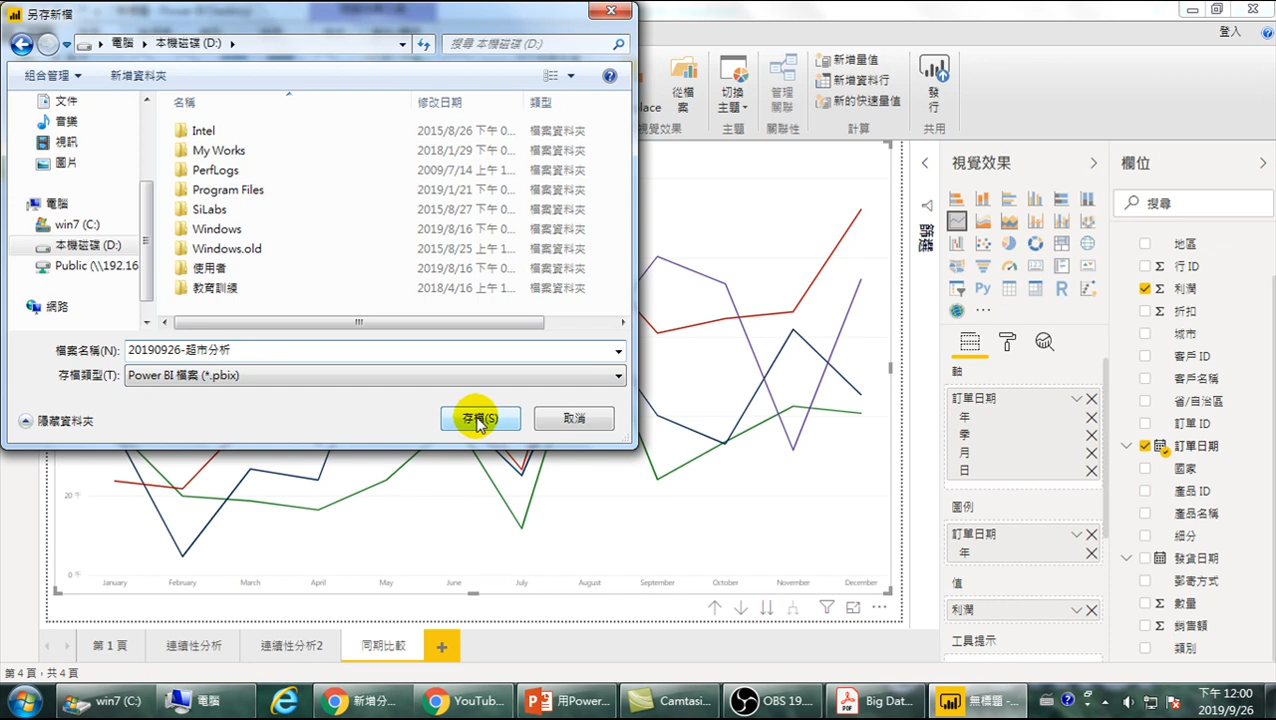 另存新檔
電腦 ▸ 本機磁碟 (D:) ▸
搜尋 本機磁碟 (D:)
組合管理
新增資料夾
文件
音樂
視訊
圖片
電腦
win7 (C:)
本機磁碟 (D:)
Public (\\192.16
網路
名稱 修改日期 類型
Intel 2015/8/26 下午 0... 檔案資料夾
My Works 2018/1/29 下午 0... 檔案資料夾
PerfLogs 2009/7/14 上午 1... 檔案資料夾
Program Files 2019/1/21 下午 0... 檔案資料夾
SiLabs 2015/8/27 下午 0... 檔案資料夾
Windows 2019/8/16 下午 0... 檔案資料夾
Windows.old 2015/8/25 上午 1... 檔案資料夾
使用者 2019/8/16 下午 0... 檔案資料夾
教育訓練 2018/4/16 上午 1... 檔案資料夾
檔案名稱(N): 20190926-超市分析
存檔類型(T): Power BI 檔案 (*.pbix)
隱藏資料夾
存檔(S)
取消
登入
lace
從檔案
視覺效果
切換主題
主題
管理關聯
關聯性
新增量值
新增資料行
新的快速量值
計算
發行
共用
20 千
0 千
January February March April May June July August September October November December
篩選
視覺效果
R
Py
軸
訂單日期
年
季
月
日
圖例
訂單日期
年
值
利潤
工具提示
欄位
搜尋
地區
Σ 行 ID
Σ 利潤
Σ 折扣
城市
客戶 ID
客戶名稱
省/自治區
訂單 ID
訂單日期
國家
產品 ID
產品名稱
細分
發貨日期
郵寄方式
Σ 數量
Σ 銷售額
類別
第 1 頁
連續性分析
連續性分析2
同期比較
第 4 頁，共 4 頁
win7 (C:)
電腦
新增分...
YouTub...
用Power...
Camtasi...
OBS 19....
Big Dat...
無標題 -...
下午 12:00
2019/9/26